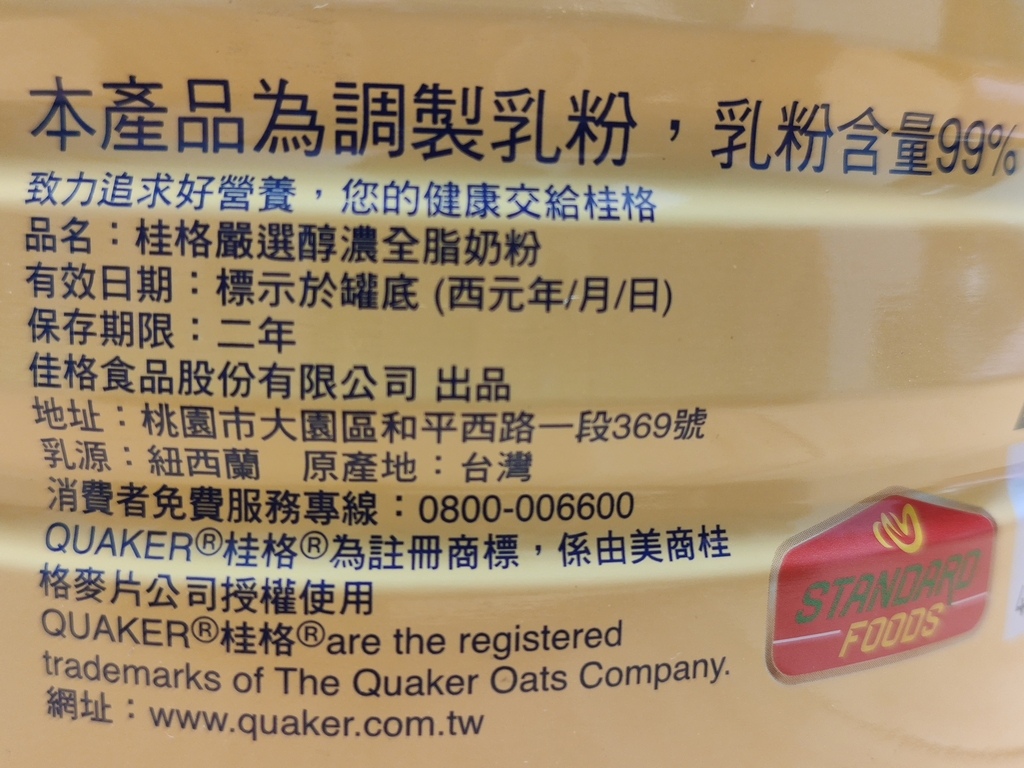 本產品為調製乳粉，乳粉含量99%
致力追求好營養，您的健康交給桂格
品名：桂格嚴選醇濃全脂奶粉
有效日期：標示於罐底 (西元年/月/日)
保存期限：二年
佳格食品股份有限公司 出品
地址：桃園市大園區和平西路一段369號
乳源：紐西蘭 原產地：台灣
消費者免費服務專線：0800-006600
QUAKER®桂格®為註冊商標，係由美商桂
格麥片公司授權使用
QUAKER®桂格®are the registered
trademarks of The Quaker Oats Company.
網址：www.quaker.com.tw
STANDARD
FOODS